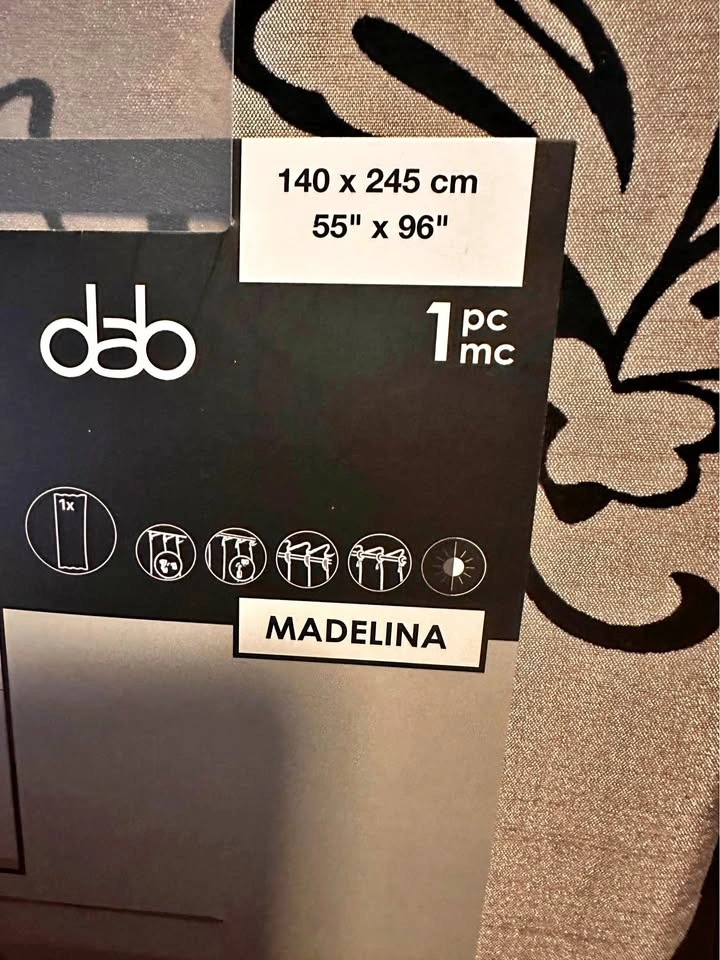 140 x 245 cm
55" x 96"
dab
1 pc
mc
1x
MADELINA